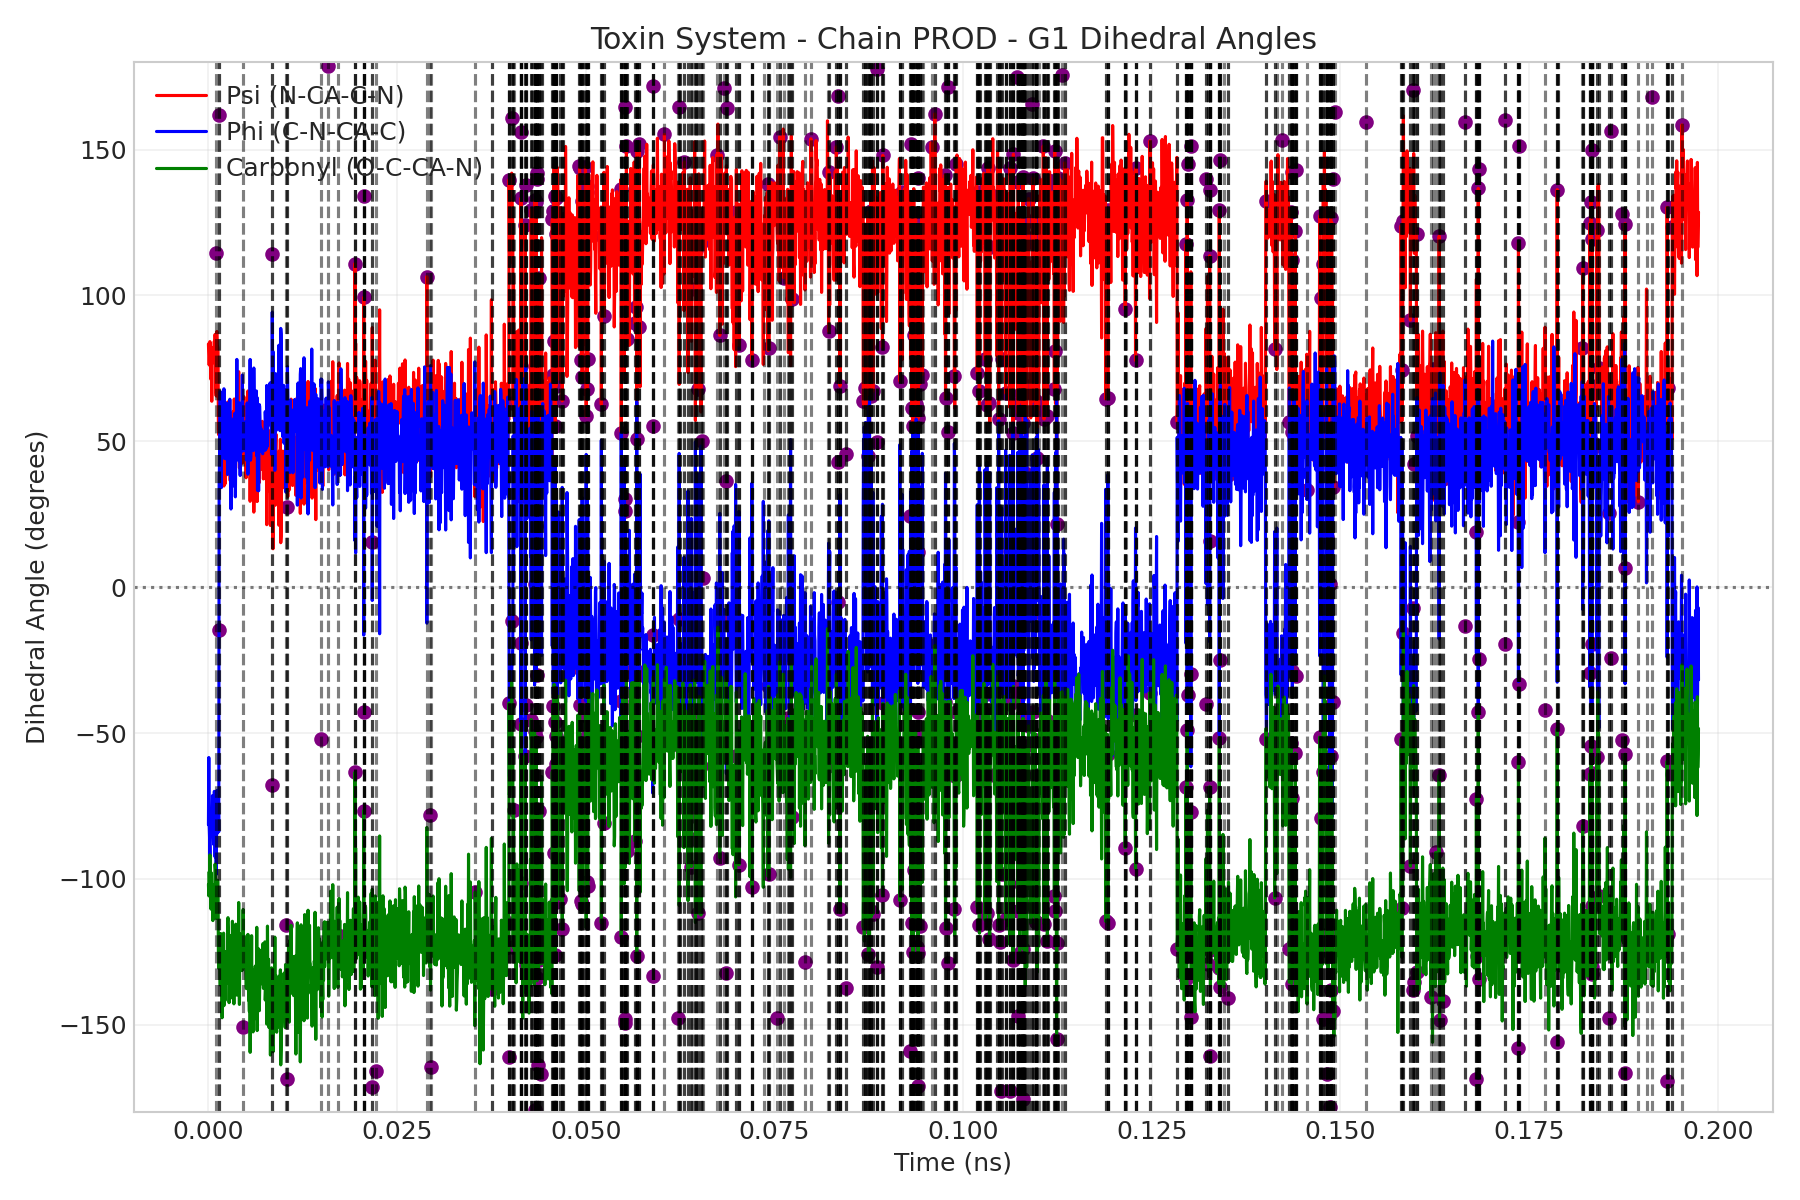 Toxin System - Chain PROD - G1 Dihedral Angles
Psi (N-CA-C-N)
Phi (C-N-CA-C)
Carbonyl (O-C-CA-N)
Dihedral Angle (degrees)
150
100
50
0
−50
−100
−150
0.000 0.025 0.050 0.075 0.100 0.125 0.150 0.175 0.200
Time (ns)